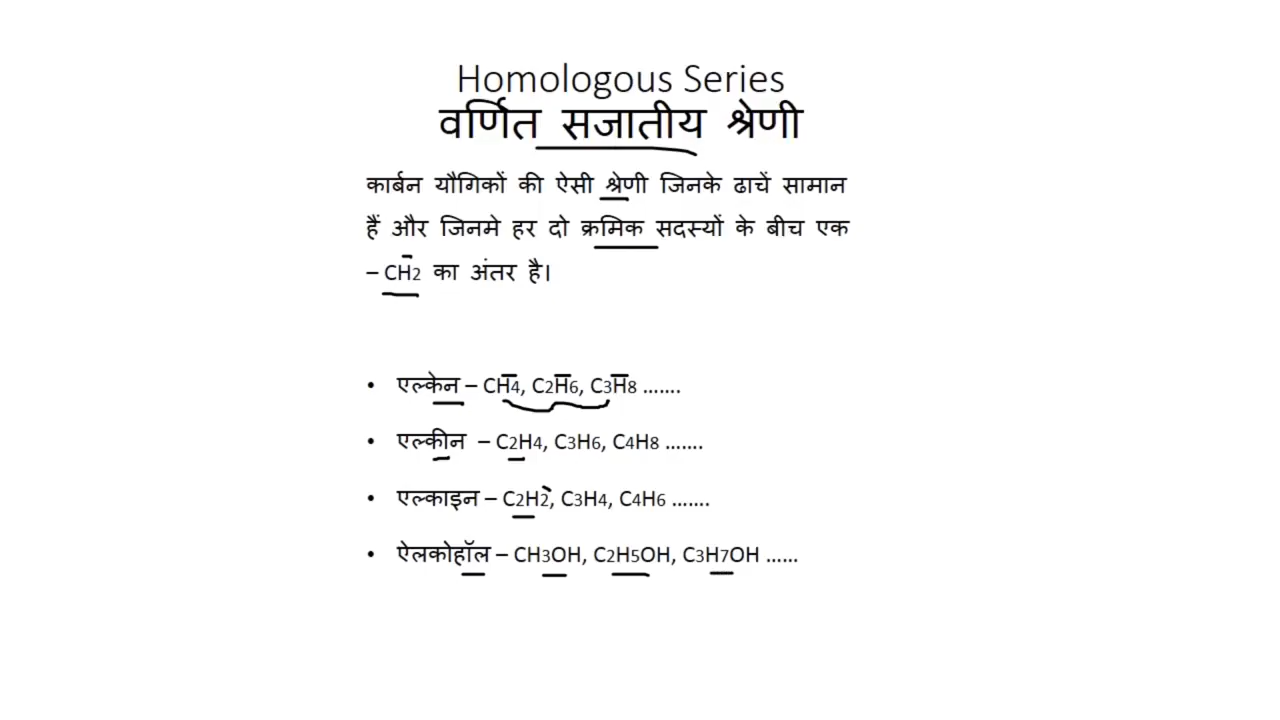 Homologous Series
वर्णित सजातीय श्रेणी
कार्बन यौगिकों की ऐसी श्रेणी जिनके ढाचें सामान
हैं और जिनमे हर दो क्रमिक सदस्यों के बीच एक
– CH2 का अंतर है।
• एल्केन – CH4, C2H6, C3H8 .......
• एल्कीन – C2H4, C3H6, C4H8 .......
• एल्काइन – C2H2, C3H4, C4H6 .......
• ऐलकोहॉल – CH3OH, C2H5OH, C3H7OH ......